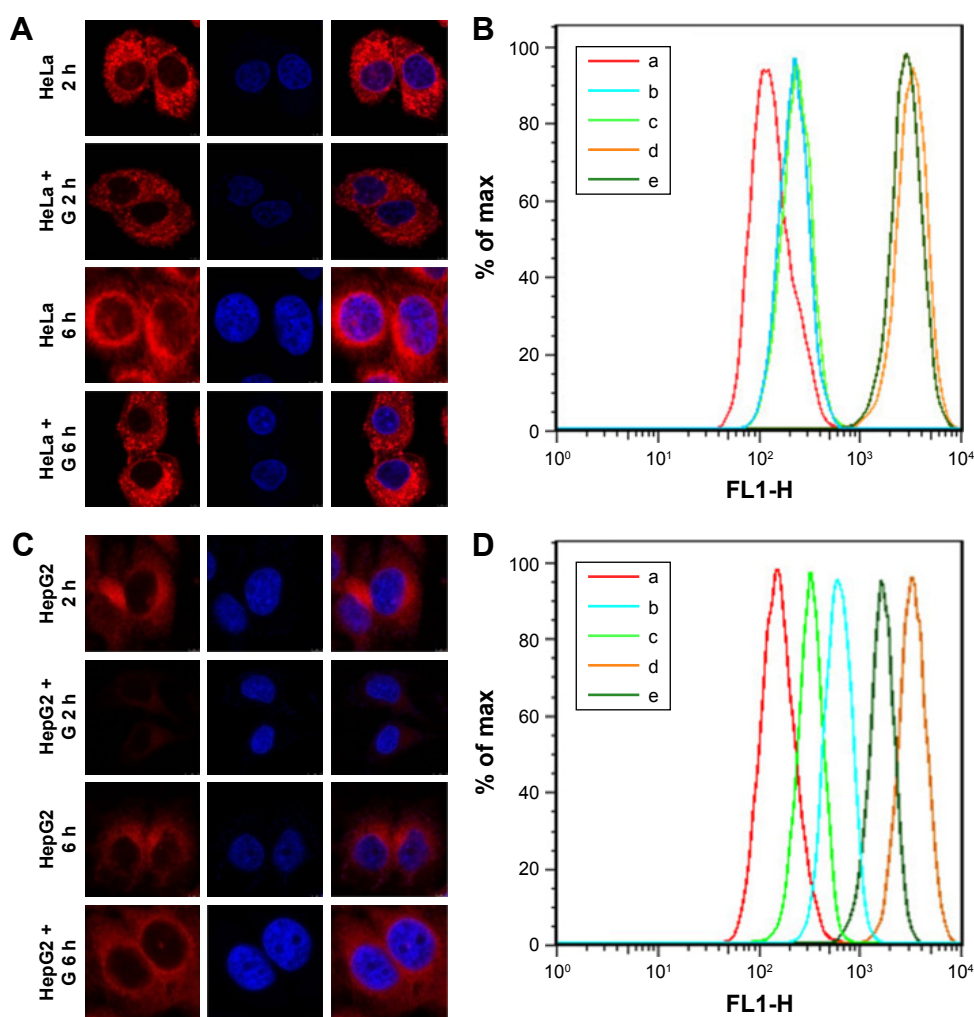 A
HeLa
2 h
HeLa +
G 2 h
HeLa
6 h
HeLa +
G 6 h
B
% of max
100
80
60
40
20
0
a
b
c
d
e
10⁰
10¹
10²
10³
10⁴
FL1-H
C
HepG2
2 h
HepG2 +
G 2 h
HepG2
6 h
HepG2 +
G 6 h
D
% of max
100
80
60
40
20
0
a
b
c
d
e
10⁰
10¹
10²
10³
10⁴
FL1-H